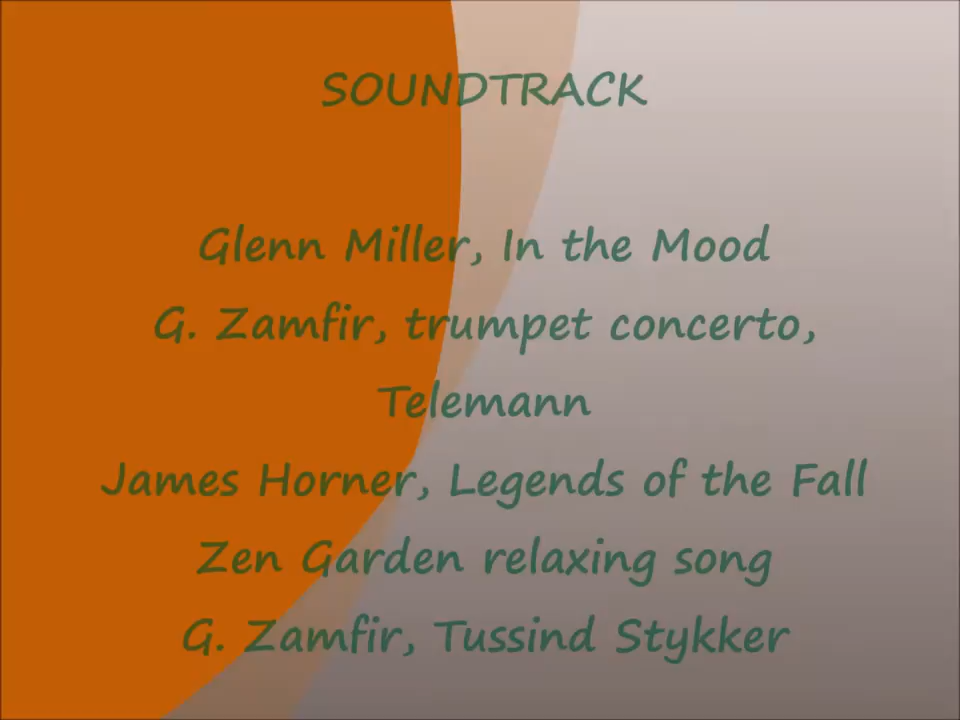 SOUNDTRACK
Glenn Miller, In the Mood
G. Zamfir, trumpet concerto,
Telemann
James Horner, Legends of the Fall
Zen Garden relaxing song
G. Zamfir, Tussind Stykker